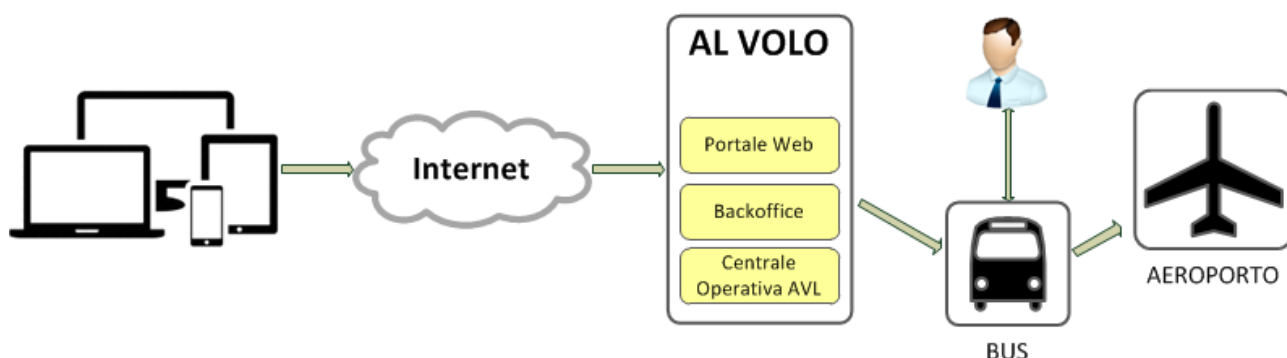 AL VOLO
Portale Web
Internet
Backoffice
Centrale
Operativa AVL
AEROPORTO
BUS